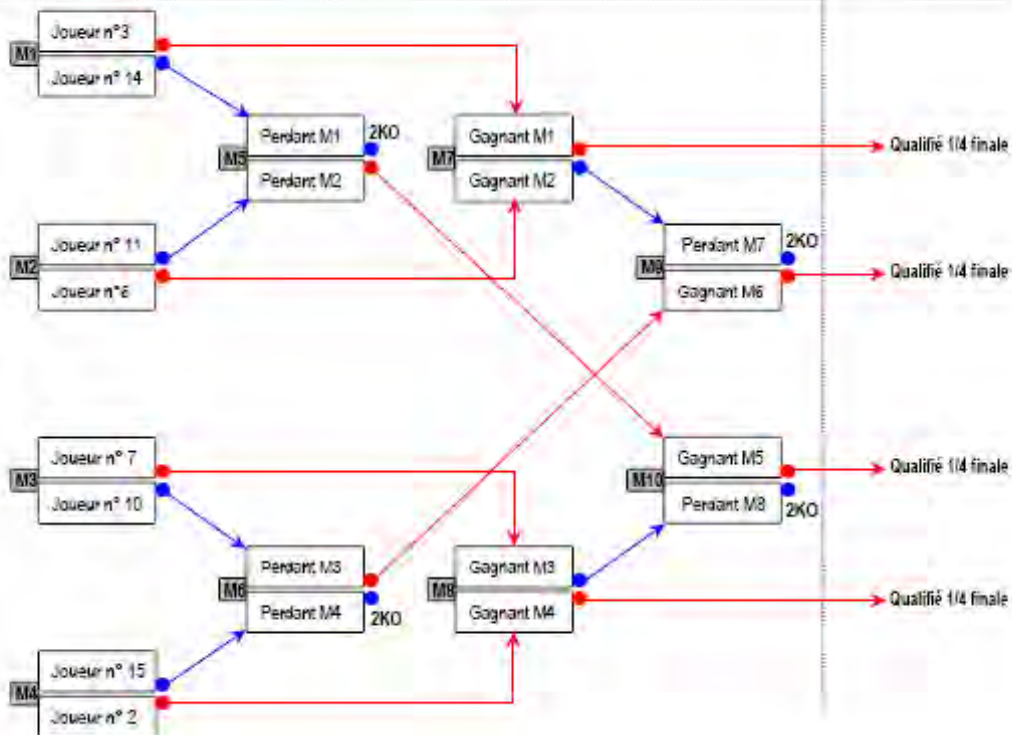 Joueur n°3
M1
Joueur n° 14
Perdant M1
2KO
M5
Perdant M2
Gagnant M1
M7
Gagnant M2
Qualifié 1/4 finale
Joueur n° 11
M2
Joueur n°6
Perdant M7
2KO
M9
Gagnant M6
Qualifié 1/4 finale
Joueur n° 7
M3
Joueur n° 10
Gagnant M5
M10
Perdant M8
2KO
Qualifié 1/4 finale
Perdant M3
M6
Perdant M4
2KO
Gagnant M3
M8
Gagnant M4
Qualifié 1/4 finale
Joueur n° 15
M4
Joueur n° 2